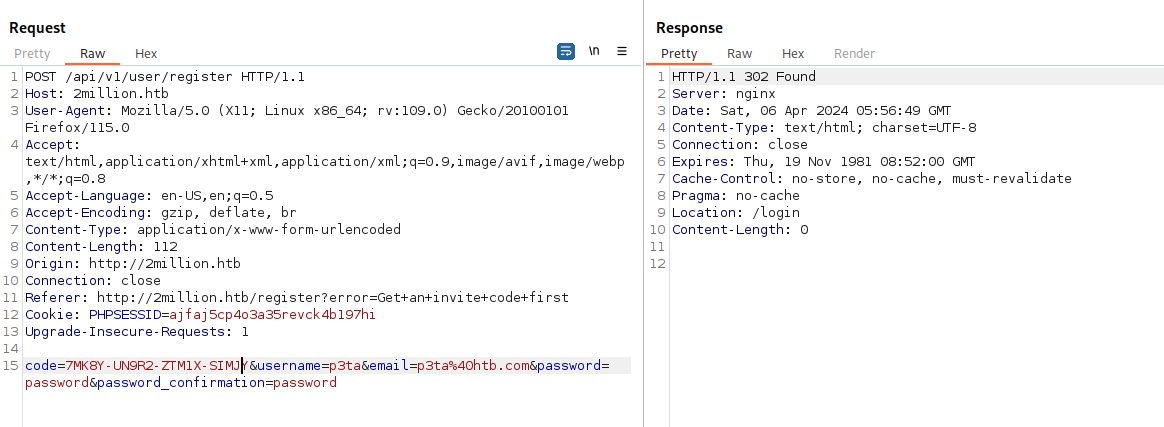 Request
Pretty Raw Hex \n
1 POST /api/v1/user/register HTTP/1.1
2 Host: 2million.htb
3 User-Agent: Mozilla/5.0 (X11; Linux x86_64; rv:109.0) Gecko/20100101
Firefox/115.0
4 Accept:
text/html,application/xhtml+xml,application/xml;q=0.9,image/avif,image/webp
,*/*;q=0.8
5 Accept-Language: en-US,en;q=0.5
6 Accept-Encoding: gzip, deflate, br
7 Content-Type: application/x-www-form-urlencoded
8 Content-Length: 112
9 Origin: http://2million.htb
10 Connection: close
11 Referer: http://2million.htb/register?error=Get+an+invite+code+first
12 Cookie: PHPSESSID=ajfaj5cp4o3a35revck4b197hi
13 Upgrade-Insecure-Requests: 1
14
15 code=7MK8Y-UN9R2-ZTM1X-SIMJY&username=p3ta&email=p3ta%40htb.com&password=
password&password_confirmation=password
Response
Pretty Raw Hex Render
1 HTTP/1.1 302 Found
2 Server: nginx
3 Date: Sat, 06 Apr 2024 05:56:49 GMT
4 Content-Type: text/html; charset=UTF-8
5 Connection: close
6 Expires: Thu, 19 Nov 1981 08:52:00 GMT
7 Cache-Control: no-store, no-cache, must-revalidate
8 Pragma: no-cache
9 Location: /login
10 Content-Length: 0
11
12